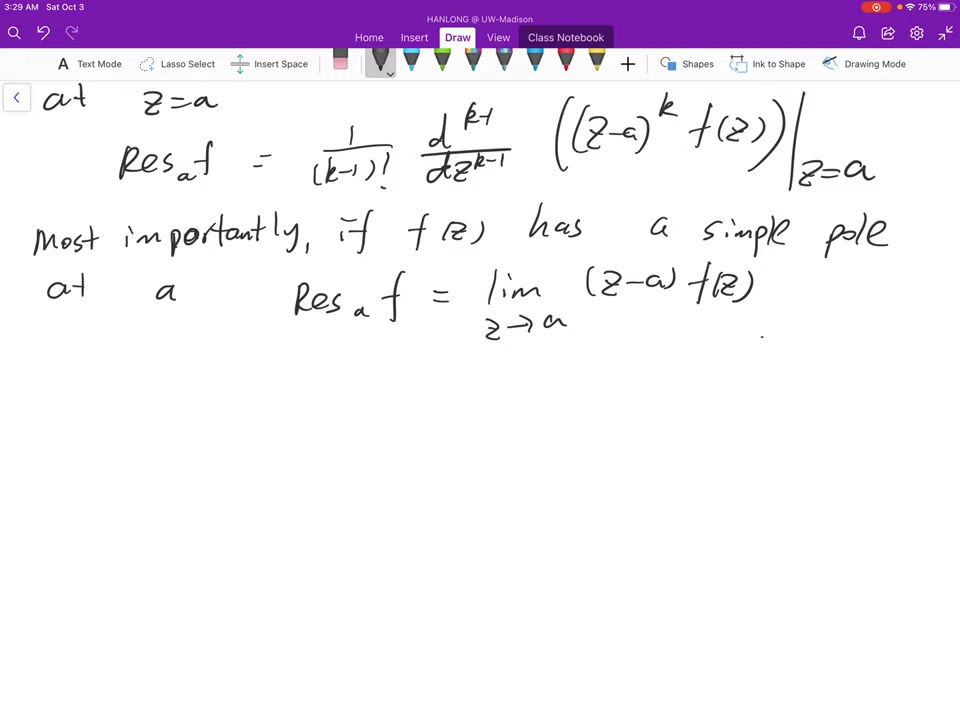 3:29 AM Sat Oct 3
75%
HANLONG @ UW-Madison
Home Insert Draw View Class Notebook
Text Mode Lasso Select Insert Space Shapes Ink to Shape Drawing Mode
at z=a
Res_a f = \frac{1}{(k-1)!} \frac{d^{k-1}}{dz^{k-1}} ((z-a)^k f(z))|_{z=a}
Most importantly, if f(z) has a simple pole
at a Res_a f = lim_{z→a} (z-a) f(z)